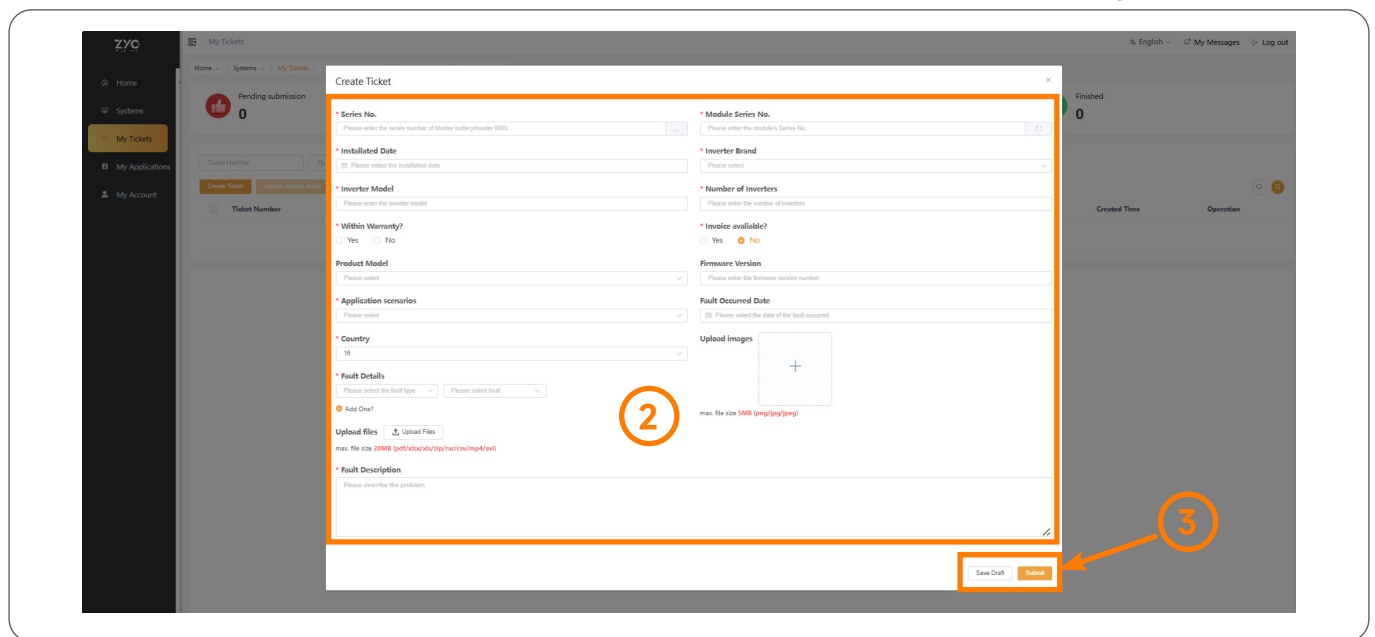 ZYC
My Tickets
English
My Messages
Log out
Home
Systems
My Tickets
Home
Systems
My Tickets
My Applications
My Account
Pending submission
0
Finished
0
Ticket Number
Create Ticket
Update system status
Ticket Number
Created Time
Operation
Create Ticket
×
* Series No.
Please enter the series number of Master battery/master BMS
...
* Module Series No.
Please enter the module's Series No.
* Installated Date
Please select the installation date
* Inverter Brand
Please select
* Inverter Model
Please enter the inverter model
* Number of Inverters
Please enter the number of inverters
* Within Warranty?
Yes No
* Invoice avaliable?
Yes No
Product Model
Please select
Firmware Version
Please enter the firmware version number
* Application scenarios
Please select
Fault Occurred Date
Please select the date of the fault occurred.
* Country
16
Upload images
+
max. file size 5MB (png/jpg/jpeg)
* Fault Details
Please select the fault type Please select fault
Add One?
2
Upload files Upload Files
max. file size 20MB (pdf/xlsx/xls/zip/rar/csv/mp4/avi)
* Fault Description
Please describe the problem
3
Save Draft Submit